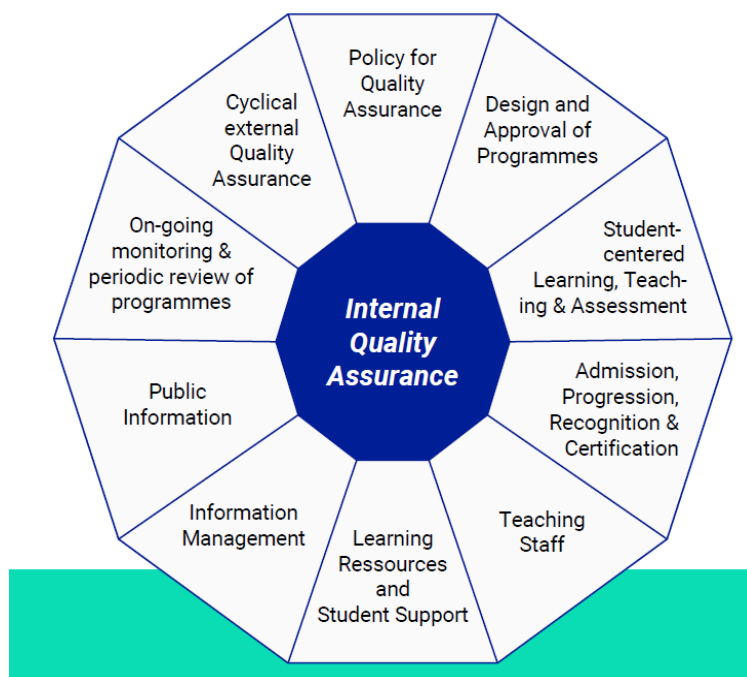 Policy for
Quality
Assurance
Design and
Approval of
Programmes
Student-
centered
Learning, Teach-
ing & Assessment
Admission,
Progression,
Recognition &
Certification
Teaching
Staff
Learning
Ressources
and
Student Support
Information
Management
Public
Information
On-going
monitoring &
periodic review of
programmes
Cyclical
external
Quality
Assurance
Internal
Quality
Assurance